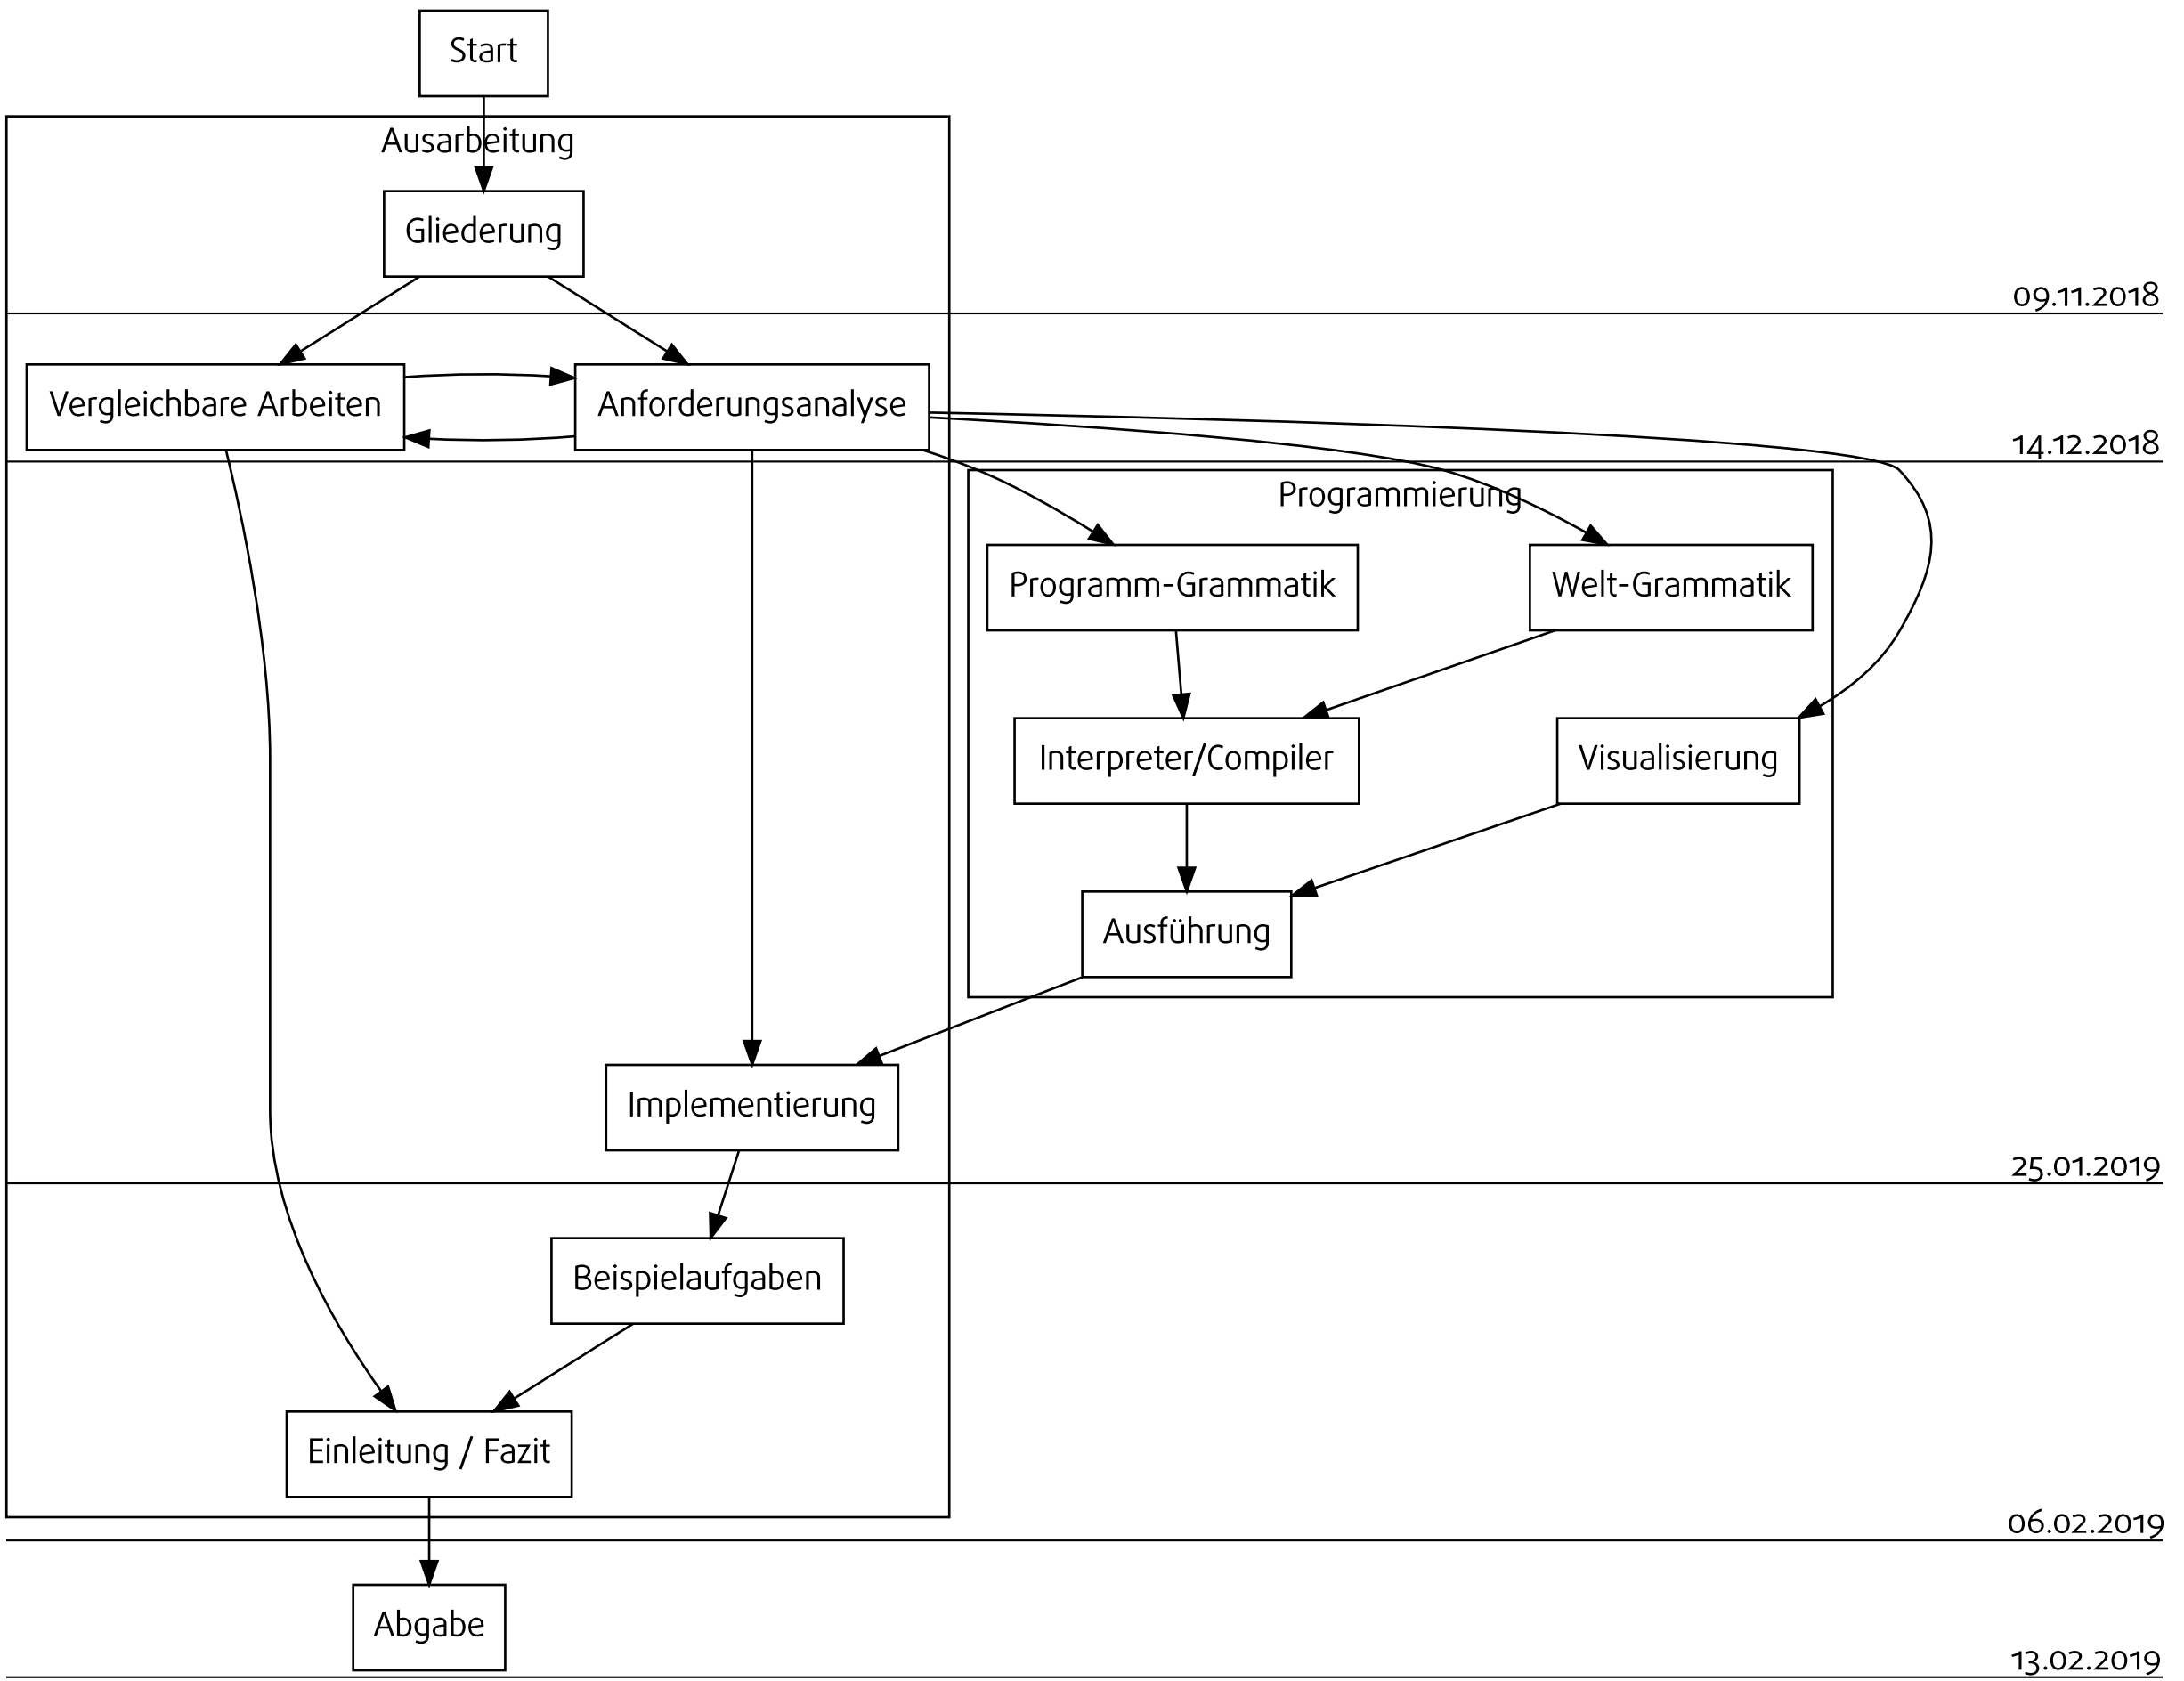 Start
Ausarbeitung
Gliederung
09.11.2018
Vergleichbare Arbeiten
Anforderungsanalyse
14.12.2018
Programmierung
Programm-Grammatik
Welt-Grammatik
Interpreter/Compiler
Visualisierung
Ausführung
Implementierung
25.01.2019
Beispielaufgaben
Einleitung / Fazit
06.02.2019
Abgabe
13.02.2019